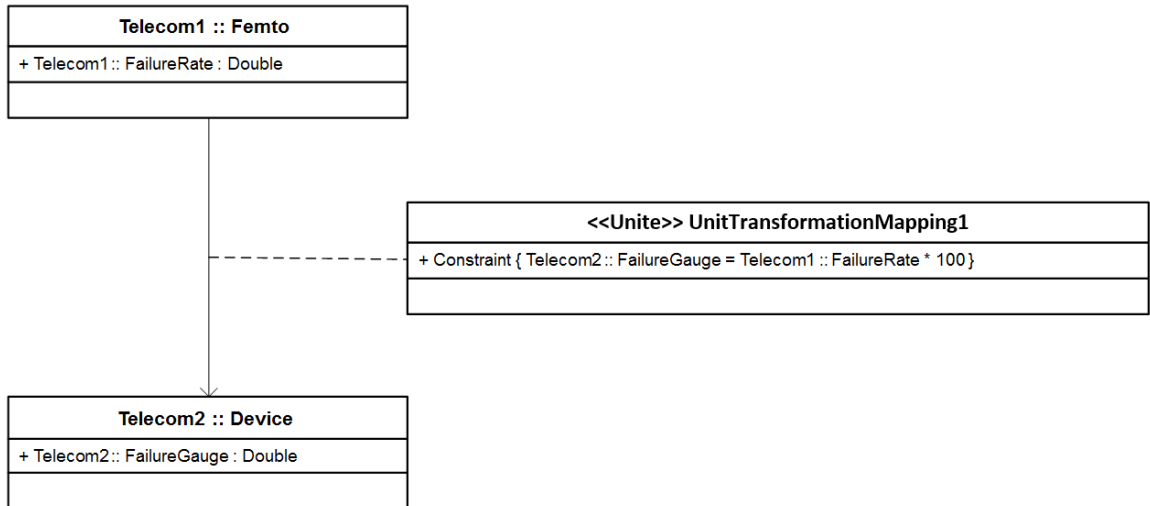 Telecom1 :: Femto
+ Telecom1:: FailureRate : Double
<<Unite>> UnitTransformationMapping1
+ Constraint { Telecom2:: FailureGauge = Telecom1 :: FailureRate * 100 }
Telecom2 :: Device
+ Telecom2:: FailureGauge : Double